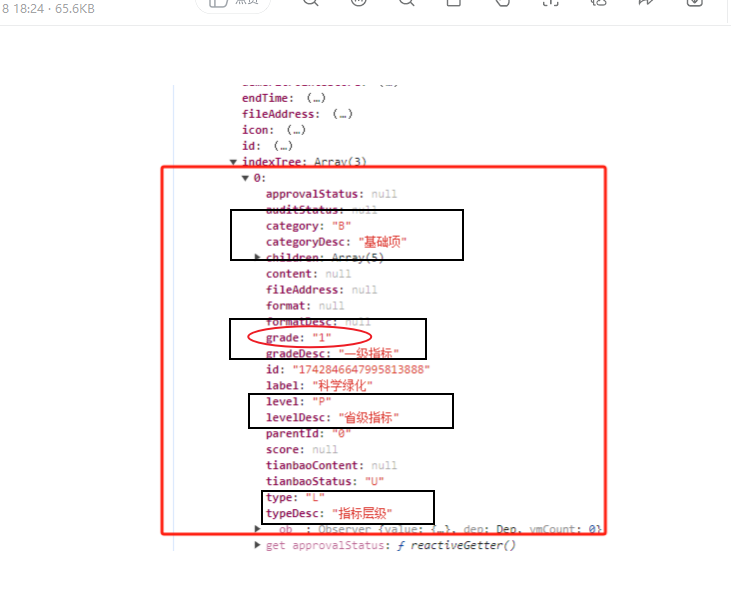 8 18:24 · 65.6KB
点赞
endTime: (…)
fileAddress: (…)
icon: (…)
id: (…)
indexTree: Array(3)
0:
approvalStatus: null
auditStatus: null
category: "B"
categoryDesc: "基础项"
children: Array(5)
content: null
fileAddress: null
format: null
formatDesc: null
grade: "1"
gradeDesc: "一级指标"
id: "1742846647995813888"
label: "科学绿化"
level: "P"
levelDesc: "省级指标"
parentId: "0"
score: null
tianbaoContent: null
tianbaoStatus: "U"
type: "L"
typeDesc: "指标层级"
__ob__: Observer {value: {…}, dep: Dep, vmCount: 0}
get approvalStatus: ƒ reactiveGetter()